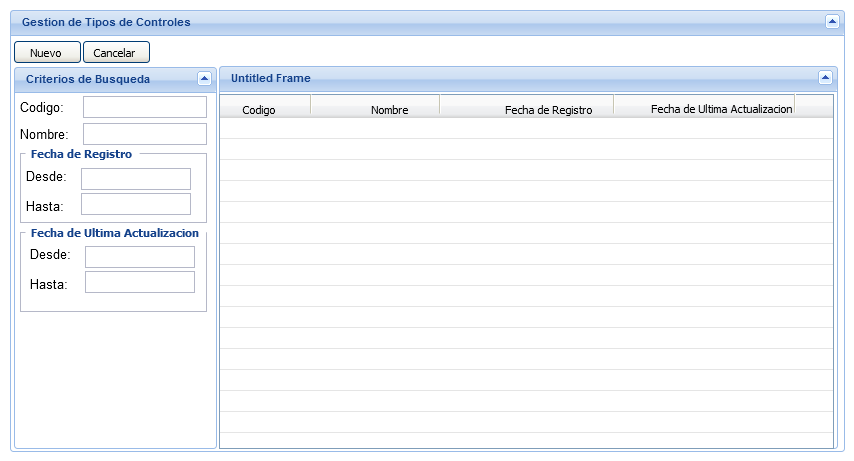 Gestion de Tipos de Controles
Nuevo Cancelar
Criterios de Busqueda
Codigo:
Nombre:
Fecha de Registro
Desde:
Hasta:
Fecha de Ultima Actualizacion
Desde:
Hasta:
Untitled Frame
Codigo Nombre Fecha de Registro Fecha de Ultima Actualizacion